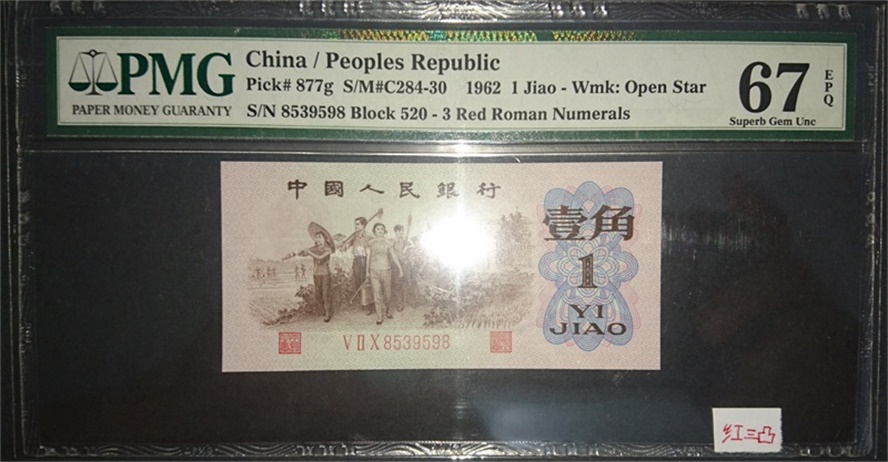 PMG
PAPER MONEY GUARANTY
China / Peoples Republic
Pick# 877g S/M#C284-30 1962 1 Jiao - Wmk: Open Star
S/N 8539598 Block 520 - 3 Red Roman Numerals
67
EPQ
Superb Gem Unc
中國人民銀行
壹角
1
YI
JIAO
V II X 8539598
红三凸